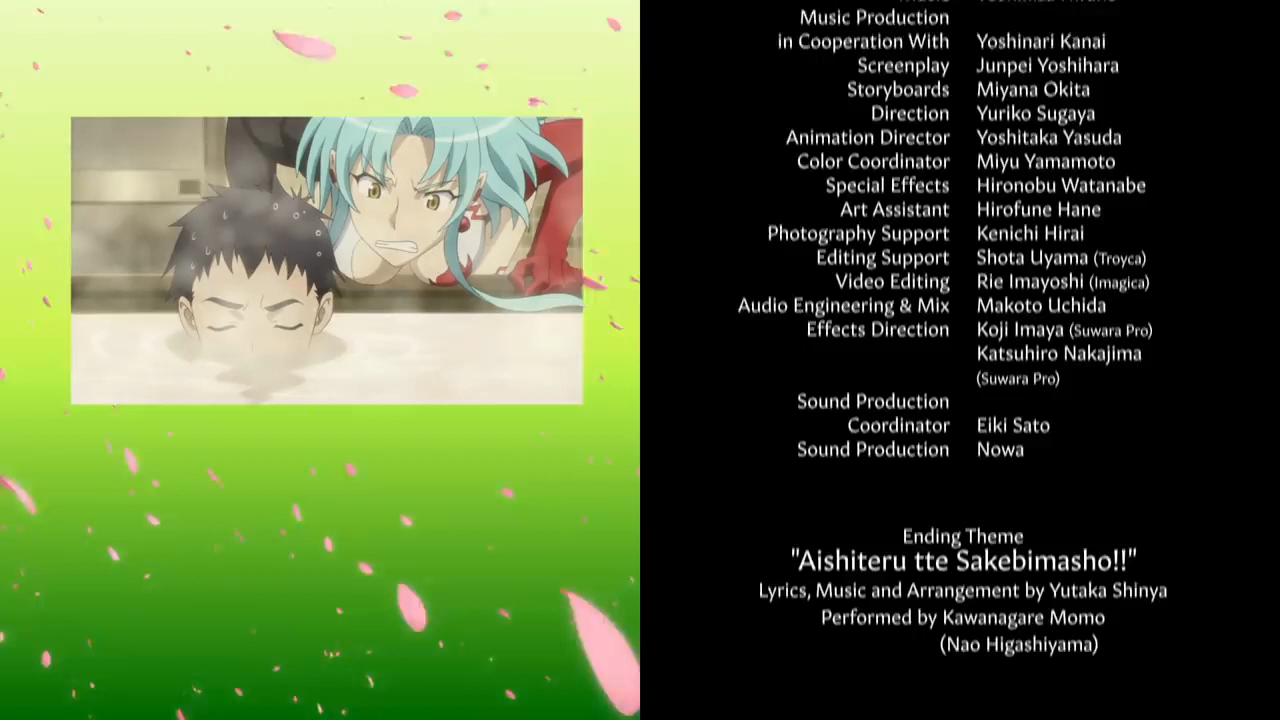 Music Production
in Cooperation With Yoshinari Kanai
Screenplay Junpei Yoshihara
Storyboards Miyana Okita
Direction Yuriko Sugaya
Animation Director Yoshitaka Yasuda
Color Coordinator Miyu Yamamoto
Special Effects Hironobu Watanabe
Art Assistant Hirofune Hane
Photography Support Kenichi Hirai
Editing Support Shota Uyama (Troyca)
Video Editing Rie Imayoshi (Imagica)
Audio Engineering & Mix Makoto Uchida
Effects Direction Koji Imaya (Suwara Pro)
Katsuhiro Nakajima
(Suwara Pro)
Sound Production
Coordinator Eiki Sato
Sound Production Nowa
Ending Theme
"Aishiteru tte Sakebimasho!!"
Lyrics, Music and Arrangement by Yutaka Shinya
Performed by Kawanagare Momo
(Nao Higashiyama)